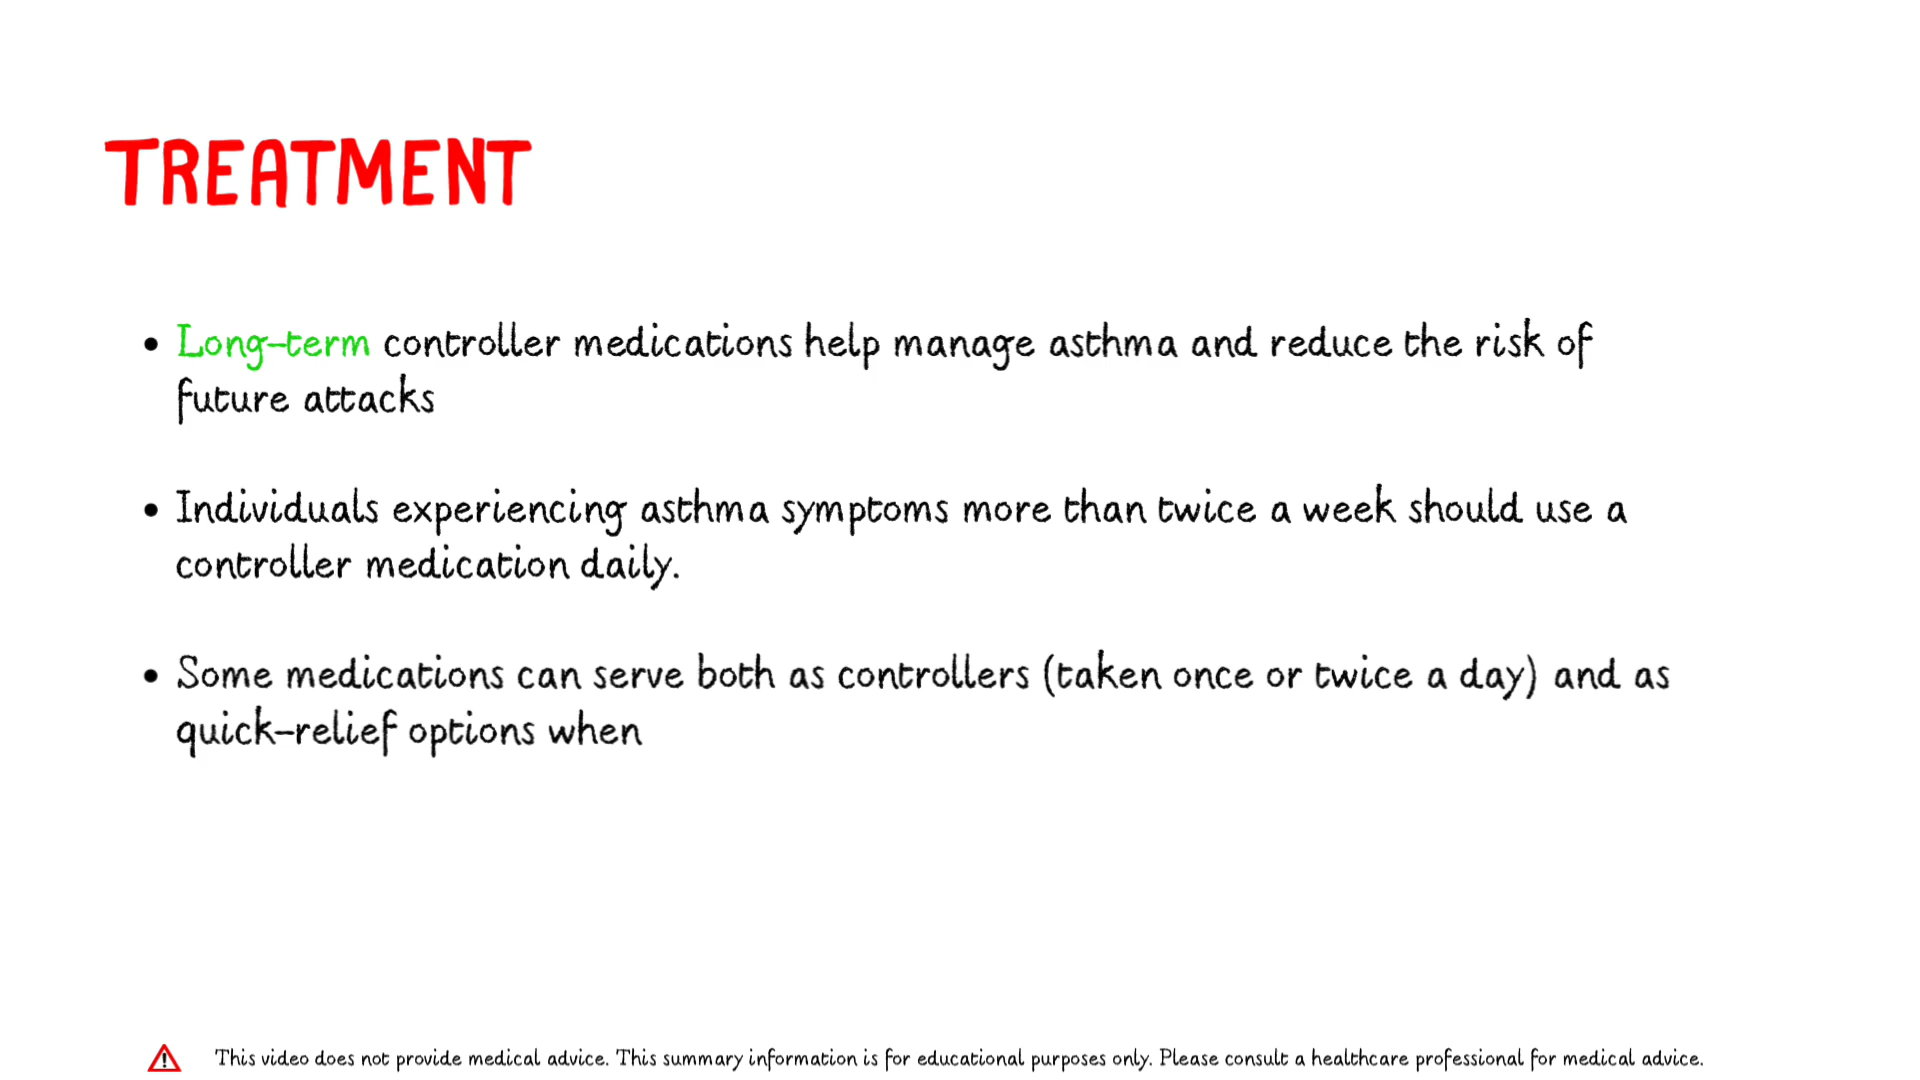 TREATMENT
• Long-term controller medications help manage asthma and reduce the risk of
future attacks
• Individuals experiencing asthma symptoms more than twice a week should use a
controller medication daily.
• Some medications can serve both as controllers (taken once or twice a day) and as
quick-relief options when
This video does not provide medical advice. This summary information is for educational purposes only. Please consult a healthcare professional for medical advice.